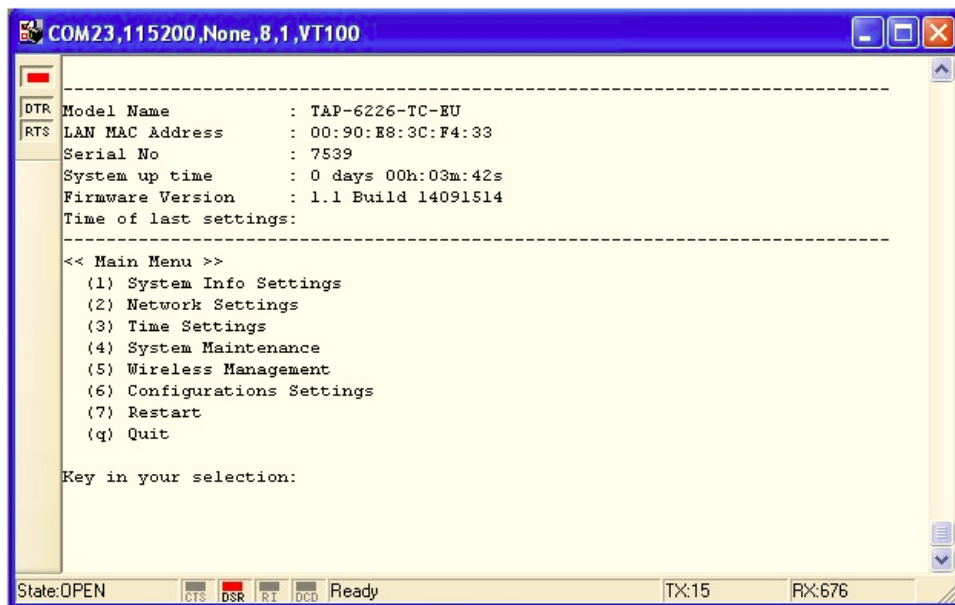 COM23,115200,None,8,1,VT100
DTR
RTS
--------------------------------------------------------------------------------
Model Name : TAP-6226-TC-EU
LAN MAC Address : 00:90:E8:3C:F4:33
Serial No : 7539
System up time : 0 days 00h:03m:42s
Firmware Version : 1.1 Build 14091514
Time of last settings:
--------------------------------------------------------------------------------
<< Main Menu >>
(1) System Info Settings
(2) Network Settings
(3) Time Settings
(4) System Maintenance
(5) Wireless Management
(6) Configurations Settings
(7) Restart
(q) Quit
Key in your selection:
State:OPEN CTS DSR RI DCD Ready TX:15 RX:676